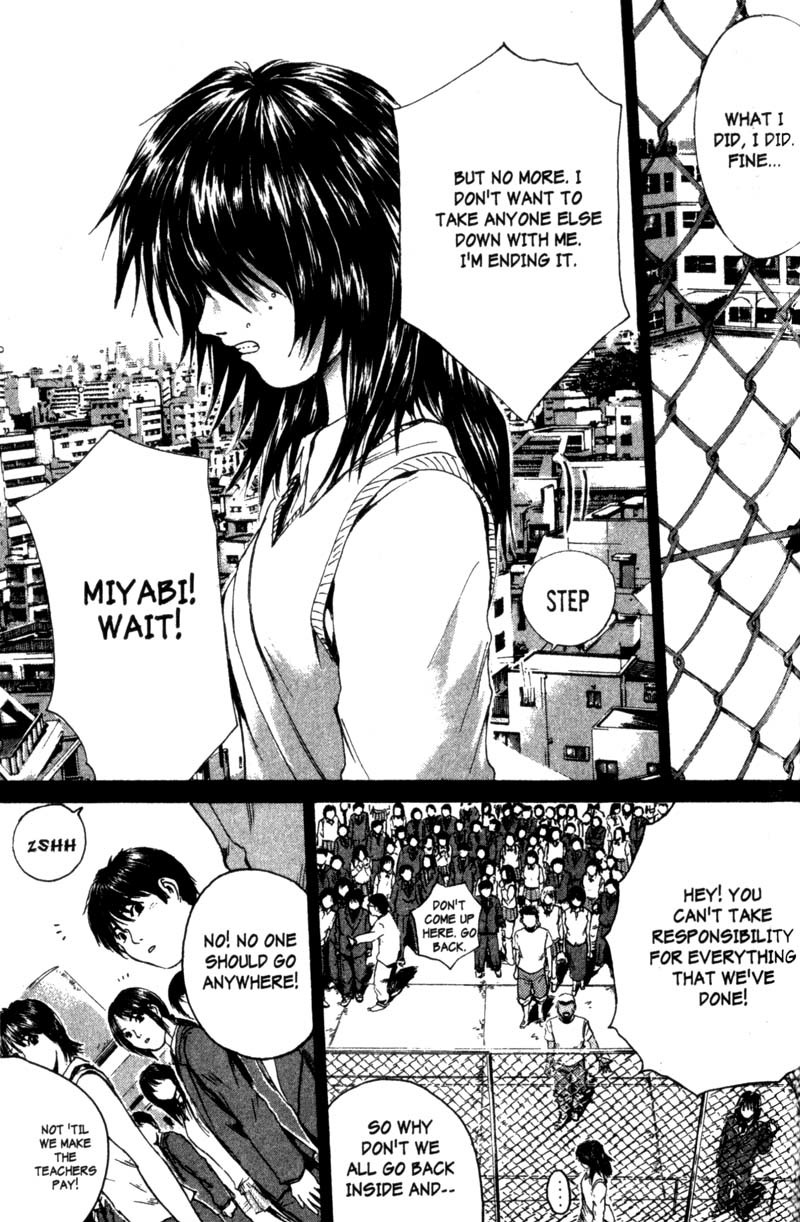 WHAT I
DID, I DID.
FINE...
BUT NO MORE. I
DON'T WANT TO
TAKE ANYONE ELSE
DOWN WITH ME.
I'M ENDING IT.
STEP
MIYABI!
WAIT!
HEY! YOU
CAN'T TAKE
RESPONSIBILITY
FOR EVERYTHING
THAT WE'VE
DONE!
DON'T
COME UP
HERE. GO
BACK.
SO WHY
DON'T WE
ALL GO BACK
INSIDE AND--
....
ZSHH
NO! NO ONE
SHOULD GO
ANYWHERE!
NOT 'TIL
WE MAKE
THE
TEACHERS
PAY!